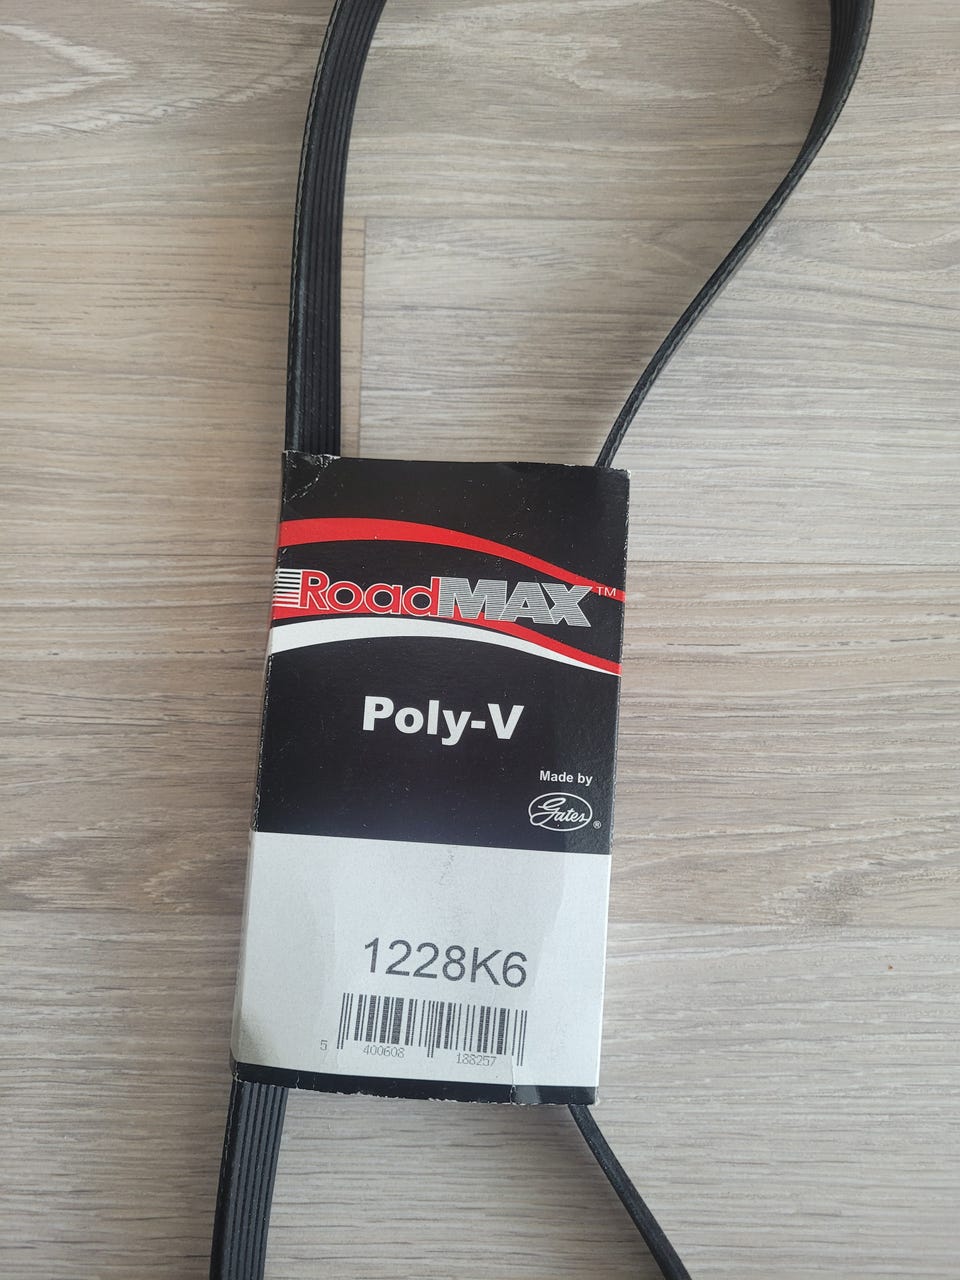 RoadMAX™
Poly-V
Made by
Gates®
1228K6
5 400608 188257